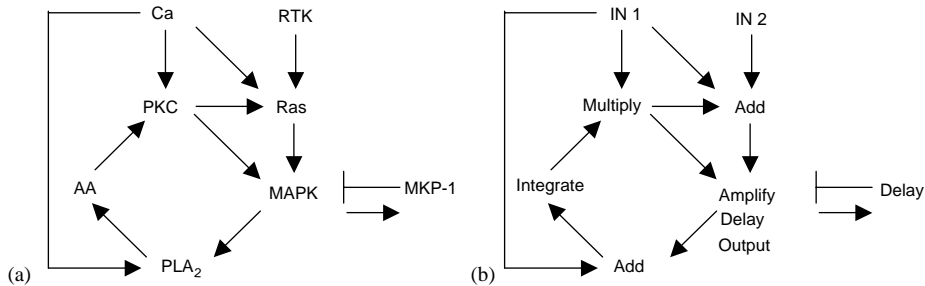 Ca
RTK
PKC
Ras
AA
MAPK
MKP-1
PLA₂
(a)
IN 1
IN 2
Multiply
Add
Integrate
Amplify
Delay
Output
Delay
Add
(b)